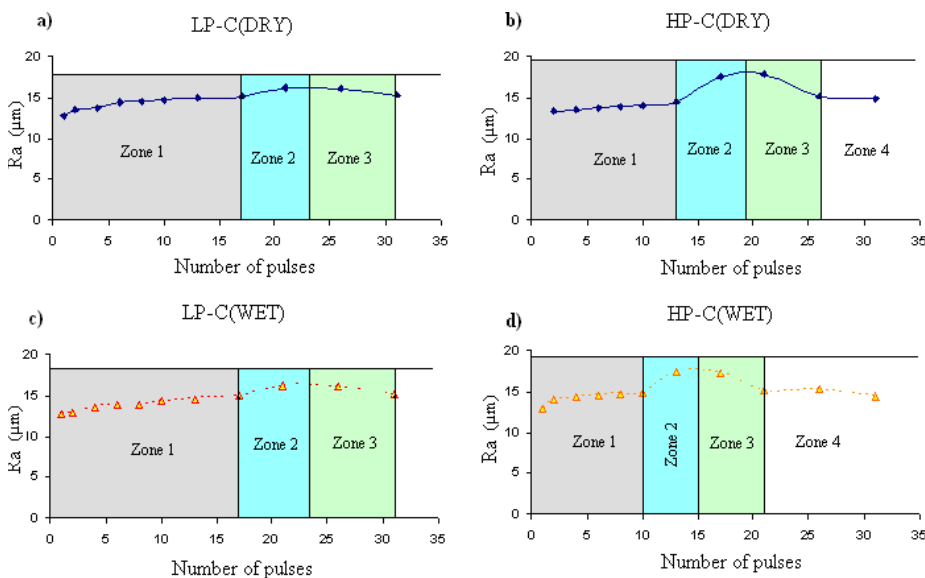 a)
LP-C(DRY)
20
15
10
5
0
Ra (µm)
Zone 1
Zone 2
Zone 3
0 5 10 15 20 25 30 35
Number of pulses
b)
HP-C(DRY)
20
15
10
5
0
Ra (µm)
Zone 1
Zone 2
Zone 3
Zone 4
0 5 10 15 20 25 30 35
Number of pulses
c)
LP-C(WET)
20
15
10
5
0
Ra (µm)
Zone 1
Zone 2
Zone 3
0 5 10 15 20 25 30 35
Number of pulses
d)
HP-C(WET)
20
15
10
5
0
Ra (µm)
Zone 1
Zone 2
Zone 3
Zone 4
0 5 10 15 20 25 30 35
Number of pulses